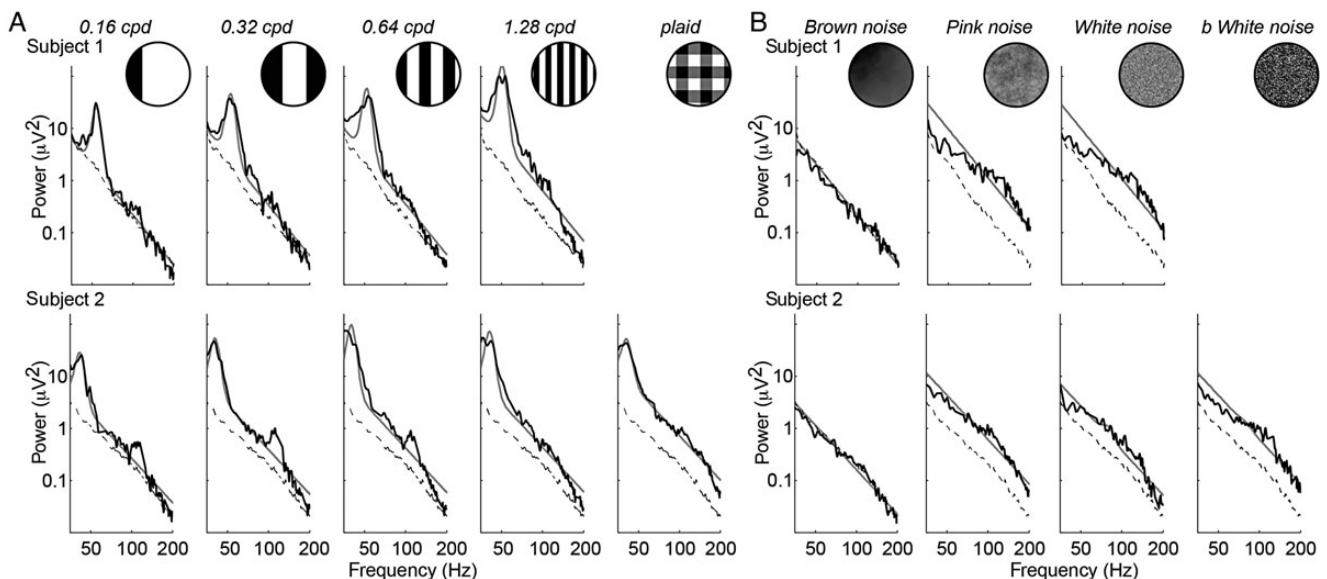 A
0.16 cpd 0.32 cpd 0.64 cpd 1.28 cpd plaid
Subject 1
Power (μV²)
10
1
0.1
Subject 2
Power (μV²)
10
1
0.1
50 100 200 50 100 200 50 100 200 50 100 200 50 100 200
Frequency (Hz)
B
Brown noise Pink noise White noise b White noise
Subject 1
Power (μV²)
10
1
0.1
Subject 2
Power (μV²)
10
1
0.1
50 100 200 50 100 200 50 100 200 50 100 200
Frequency (Hz)